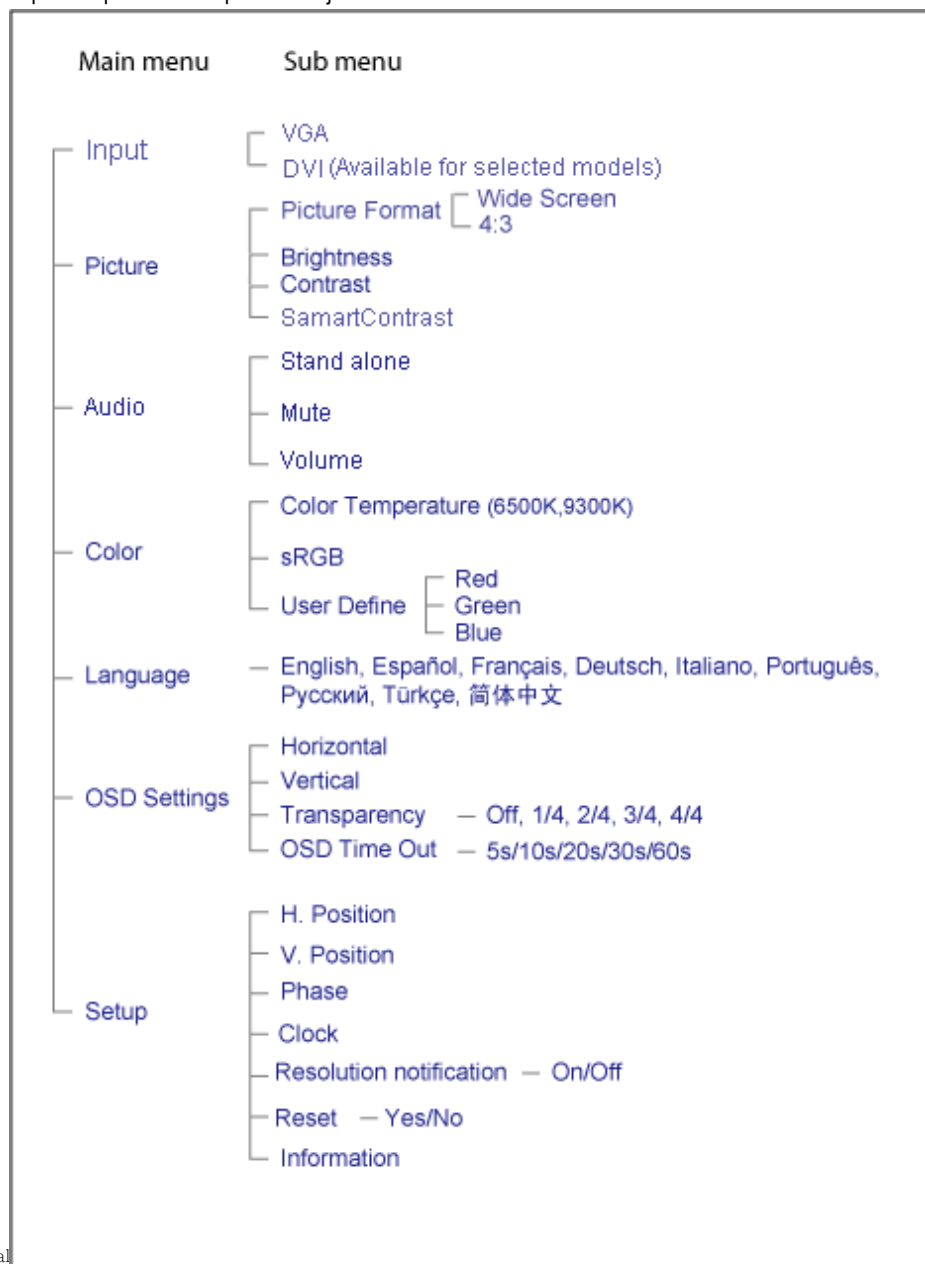 Main menu Sub menu
Input
VGA
DVI (Available for selected models)
Picture
Picture Format
Wide Screen
4:3
Brightness
Contrast
SamartContrast
Audio
Stand alone
Mute
Volume
Color
Color Temperature (6500K,9300K)
sRGB
User Define
Red
Green
Blue
Language
English, Español, Français, Deutsch, Italiano, Português,
Русский, Türkçe, 简体中文
OSD Settings
Horizontal
Vertical
Transparency — Off, 1/4, 2/4, 3/4, 4/4
OSD Time Out — 5s/10s/20s/30s/60s
Setup
H. Position
V. Position
Phase
Clock
Resolution notification — On/Off
Reset — Yes/No
Information